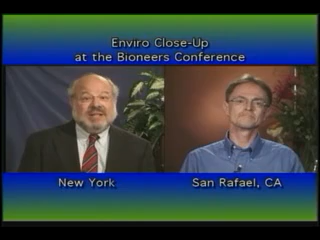 Enviro Close-Up
at the Bioneers Conference
New York
San Rafael, CA